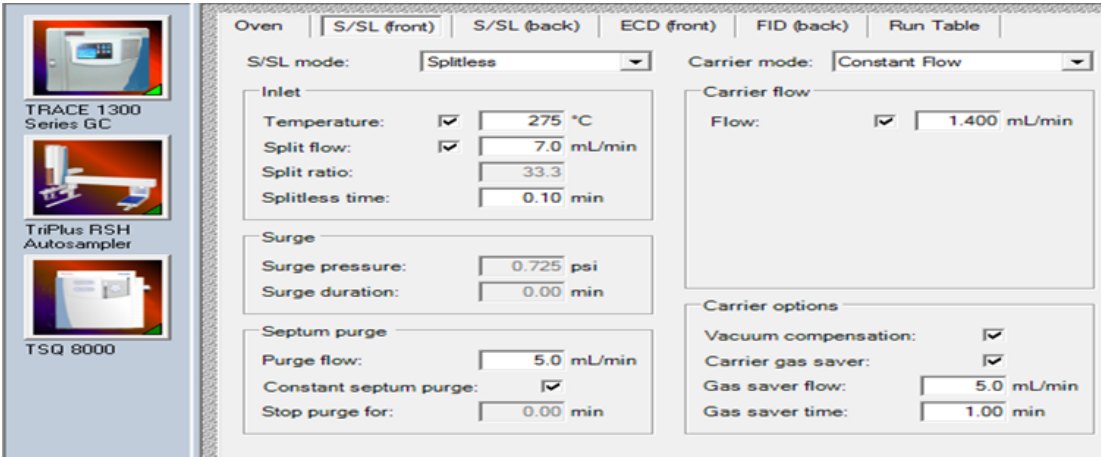 Oven S/SL (front) S/SL (back) ECD (front) FID (back) Run Table
TRACE 1300
Series GC
TriPlus RSH
Autosampler
TSQ 8000
S/SL mode: Splitless
Inlet
Temperature: 275 °C
Split flow: 7.0 mL/min
Split ratio: 33.3
Splitless time: 0.10 min
Surge
Surge pressure: 0.725 psi
Surge duration: 0.00 min
Septum purge
Purge flow: 5.0 mL/min
Constant septum purge:
Stop purge for: 0.00 min
Carrier mode: Constant Flow
Carrier flow
Flow: 1.400 mL/min
Carrier options
Vacuum compensation:
Carrier gas saver:
Gas saver flow: 5.0 mL/min
Gas saver time: 1.00 min